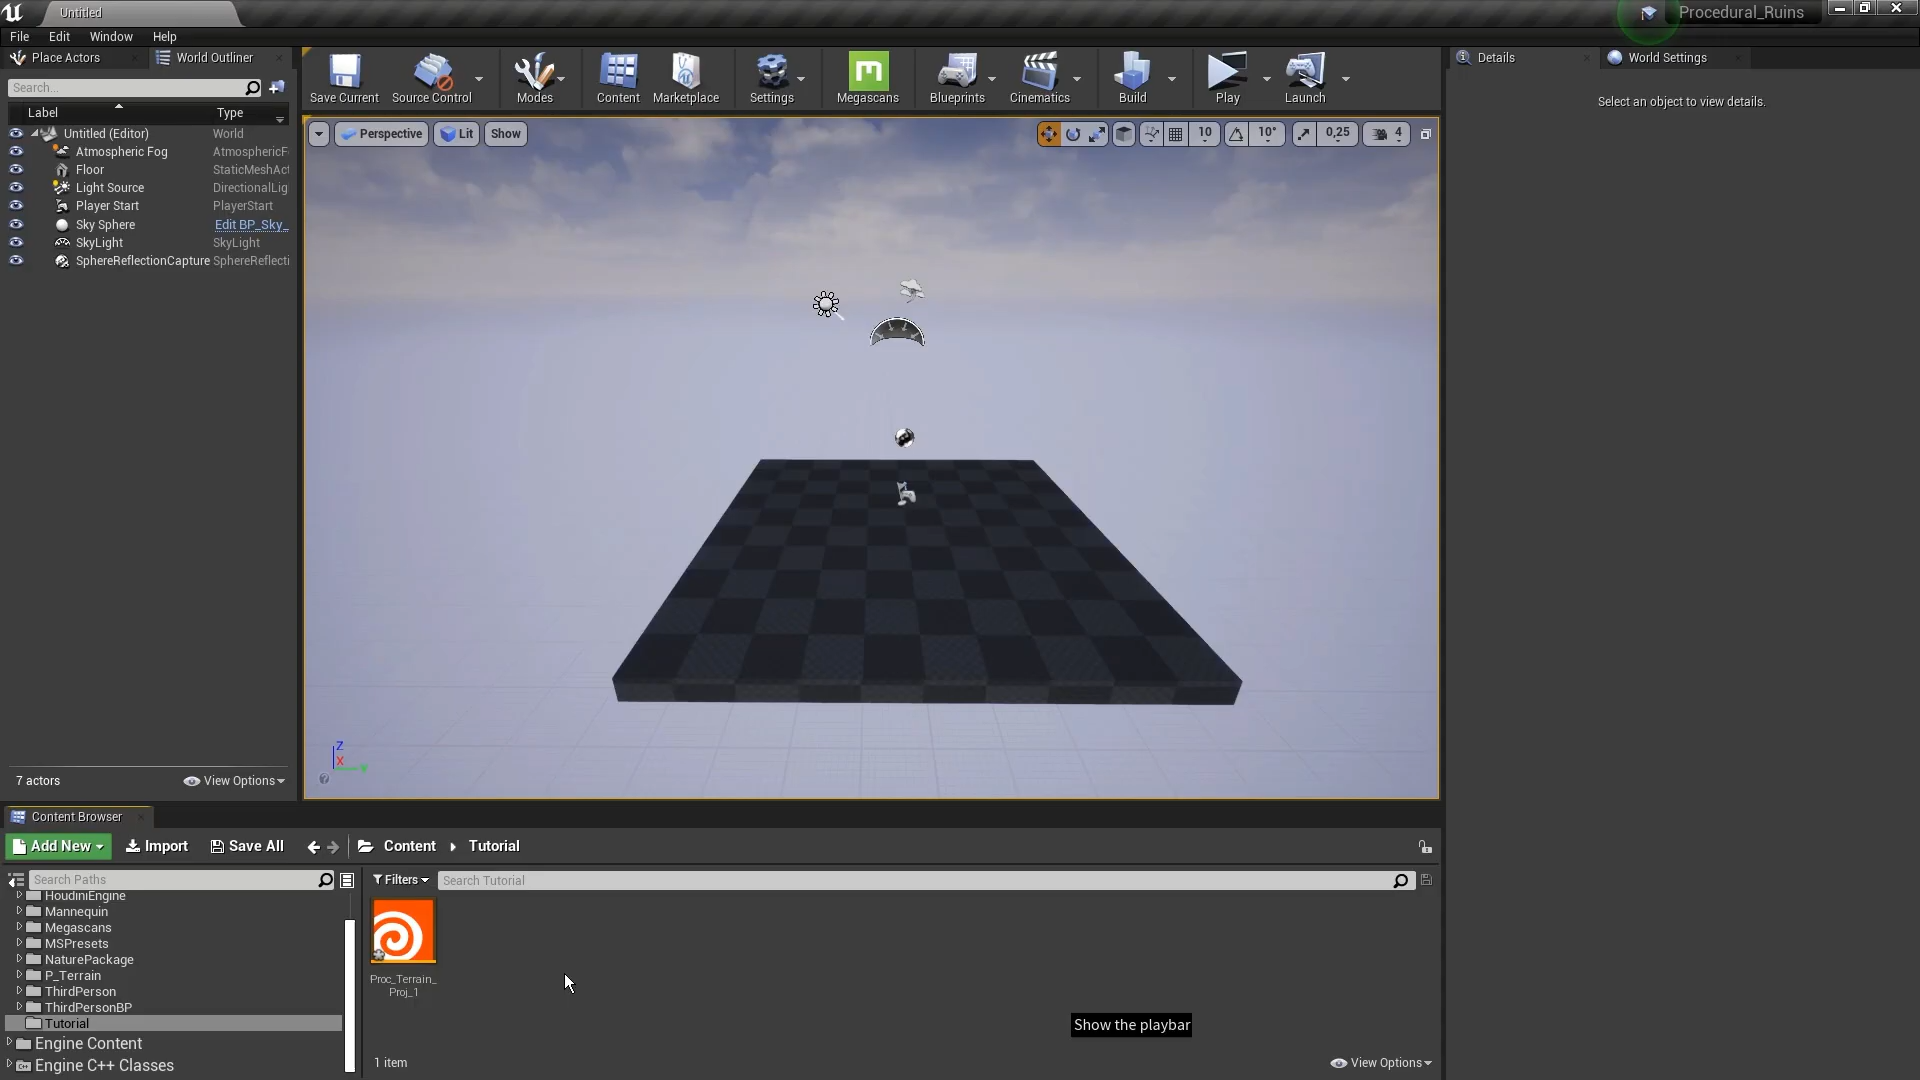 Untitled
Procedural_Ruins
File Edit Window Help
Place Actors
World Outliner
Search...
Label Type
Untitled (Editor) World
Atmospheric Fog AtmosphericF
Floor StaticMeshAct
Light Source DirectionalLig
Player Start PlayerStart
Sky Sphere Edit BP_Sky_
SkyLight SkyLight
SphereReflectionCapture SphereReflecti
7 actors
View Options
Save Current
Source Control
Modes
Content
Marketplace
Settings
Megascans
Blueprints
Cinematics
Build
Play
Launch
Perspective
Lit
Show
10
10°
0,25
4
Z
X
Details
World Settings
Select an object to view details.
Content Browser
Add New
Import
Save All
Content
Tutorial
Search Paths
Filters
Search Tutorial
HoudiniEngine
Mannequin
Megascans
MSPresets
NaturePackage
P_Terrain
ThirdPerson
ThirdPersonBP
Tutorial
Engine Content
Engine C++ Classes
Proc_Terrain_
Proj_1
Show the playbar
1 item
View Options